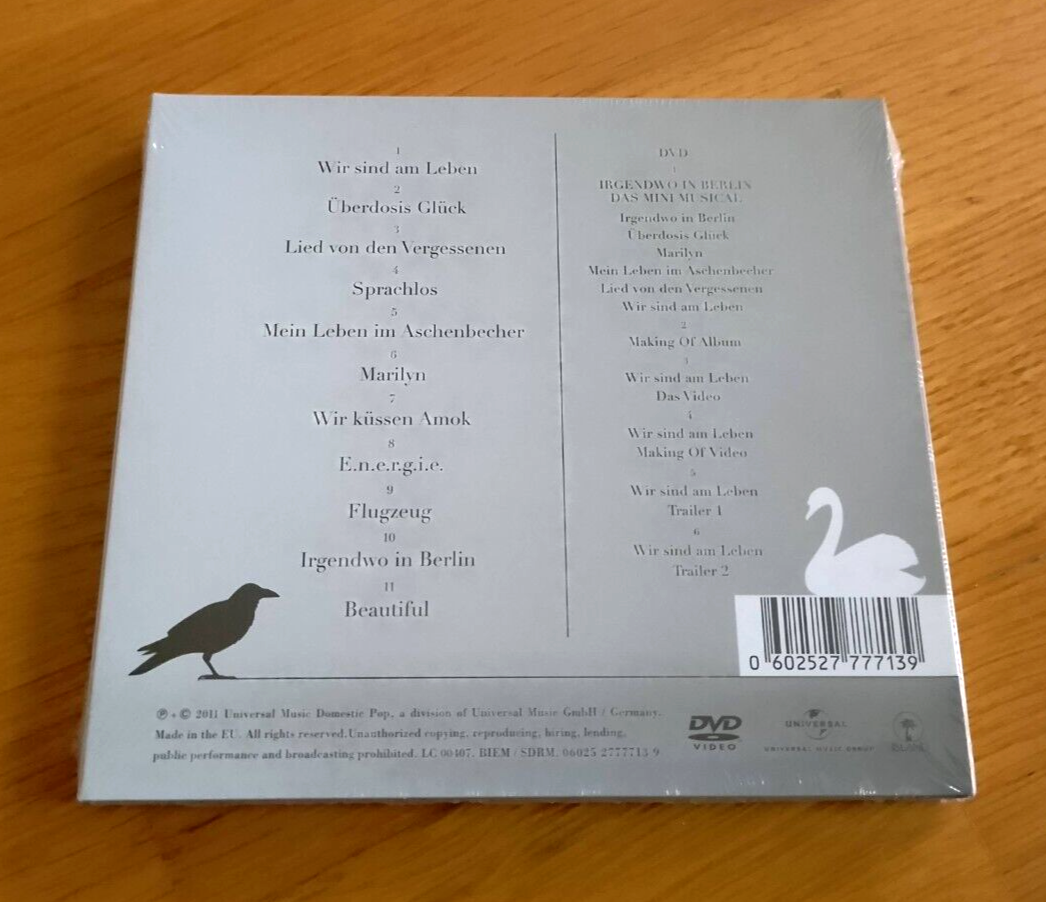 1
Wir sind am Leben
2
Überdosis Glück
3
Lied von den Vergessenen
4
Sprachlos
5
Mein Leben im Aschenbecher
6
Marilyn
7
Wir küssen Amok
8
E.n.e.r.g.i.e.
9
Flugzeug
10
Irgendwo in Berlin
11
Beautiful
DVD
1
IRGENDWO IN BERLIN
DAS MINI MUSICAL
Irgendwo in Berlin
Überdosis Glück
Marilyn
Mein Leben im Aschenbecher
Lied von den Vergessenen
Wir sind am Leben
2
Making Of Album
3
Wir sind am Leben
Das Video
4
Wir sind am Leben
Making Of Video
5
Wir sind am Leben
Trailer 1
6
Wir sind am Leben
Trailer 2
0 602527 777139
℗ + © 2011 Universal Music Domestic Pop, a division of Universal Music GmbH / Germany.
Made in the EU. All rights reserved.Unauthorized copying, reproducing, hiring, lending,
public performance and broadcasting prohibited. LC 00407. BIEM / SDRM. 06025 2777713 9
DVD
VIDEO
UNIVERSAL
UNIVERSAL MUSIC GROUP
ISLAND